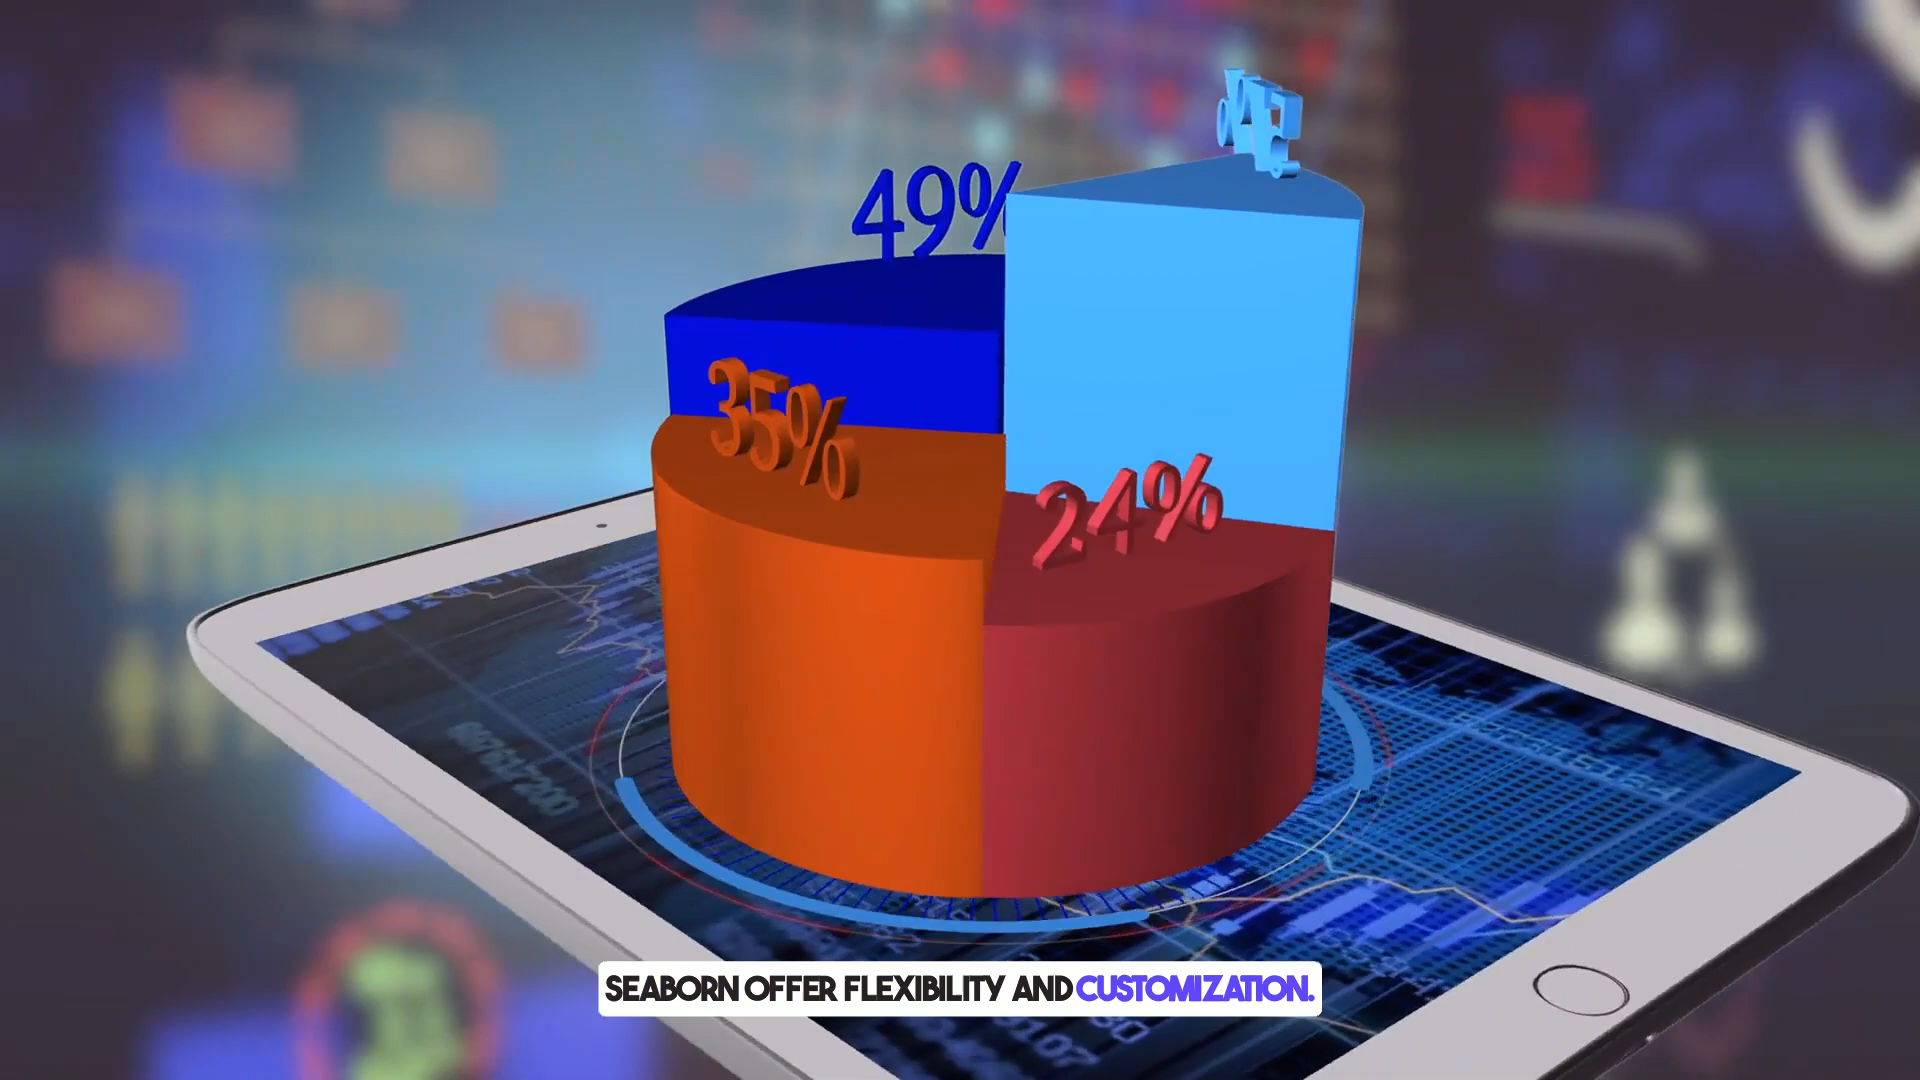 49%
35%
24%
SEABORN OFFER FLEXIBILITY AND CUSTOMIZATION.